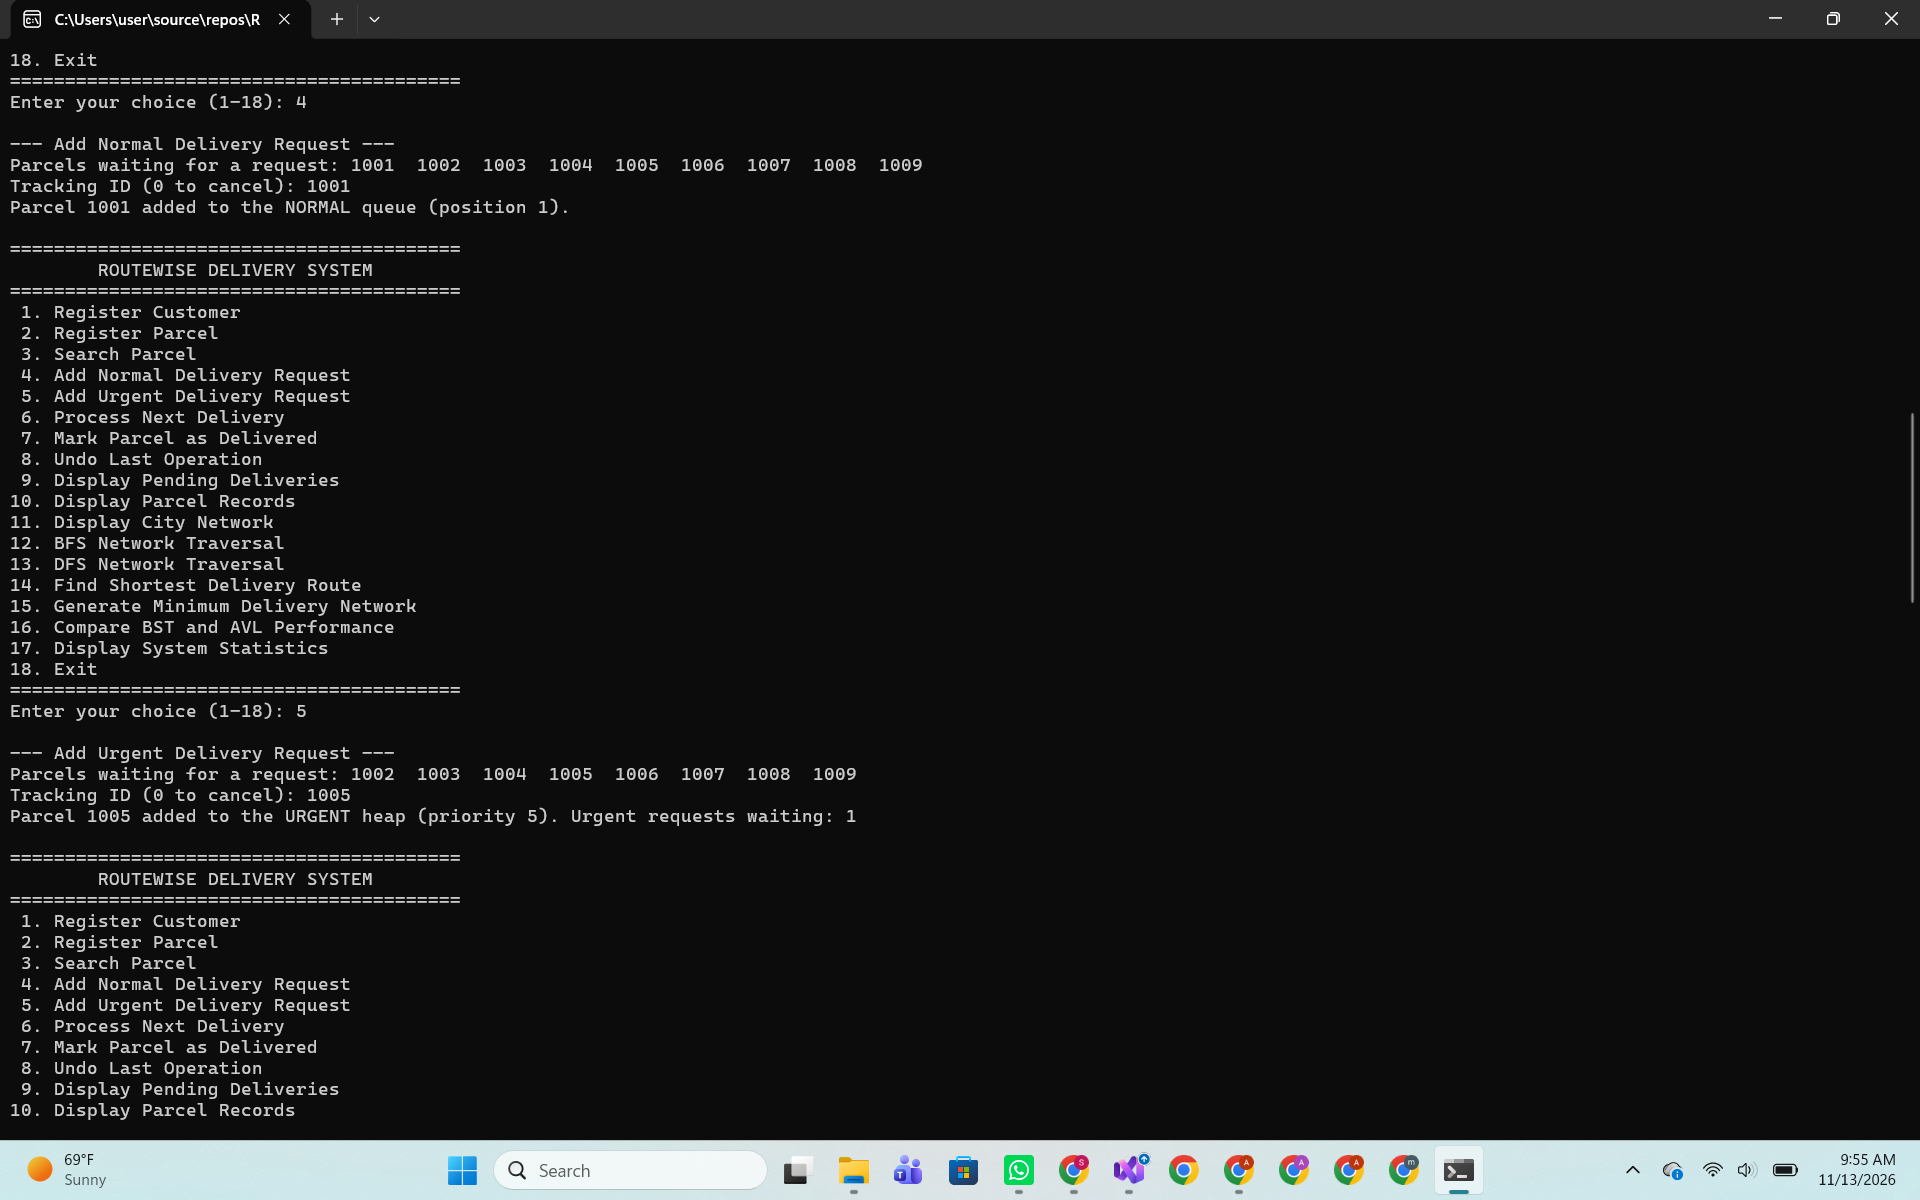 C:\Users\user\source\repos\R
18. Exit
=========================================
Enter your choice (1-18): 4
--- Add Normal Delivery Request ---
Parcels waiting for a request: 1001  1002  1003  1004  1005  1006  1007  1008  1009
Tracking ID (0 to cancel): 1001
Parcel 1001 added to the NORMAL queue (position 1).
=========================================
        ROUTEWISE DELIVERY SYSTEM
=========================================
 1. Register Customer
 2. Register Parcel
 3. Search Parcel
 4. Add Normal Delivery Request
 5. Add Urgent Delivery Request
 6. Process Next Delivery
 7. Mark Parcel as Delivered
 8. Undo Last Operation
 9. Display Pending Deliveries
10. Display Parcel Records
11. Display City Network
12. BFS Network Traversal
13. DFS Network Traversal
14. Find Shortest Delivery Route
15. Generate Minimum Delivery Network
16. Compare BST and AVL Performance
17. Display System Statistics
18. Exit
=========================================
Enter your choice (1-18): 5
--- Add Urgent Delivery Request ---
Parcels waiting for a request: 1002  1003  1004  1005  1006  1007  1008  1009
Tracking ID (0 to cancel): 1005
Parcel 1005 added to the URGENT heap (priority 5). Urgent requests waiting: 1
=========================================
        ROUTEWISE DELIVERY SYSTEM
=========================================
 1. Register Customer
 2. Register Parcel
 3. Search Parcel
 4. Add Normal Delivery Request
 5. Add Urgent Delivery Request
 6. Process Next Delivery
 7. Mark Parcel as Delivered
 8. Undo Last Operation
 9. Display Pending Deliveries
10. Display Parcel Records
69°F
Sunny
Search
9:55 AM
11/13/2026